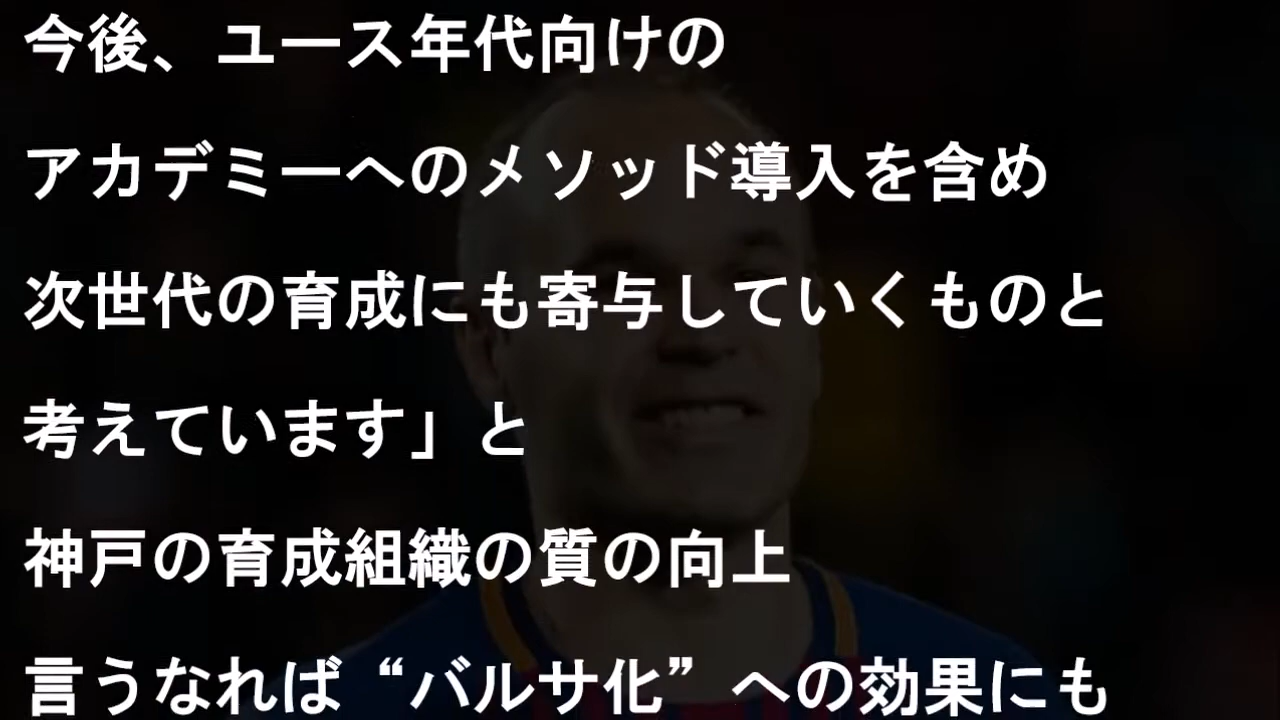 今後、ユース年代向けの
アカデミーへのメソッド導入を含め
次世代の育成にも寄与していくものと
考えています」と
神戸の育成組織の質の向上
言うなれば“バルサ化”への効果にも